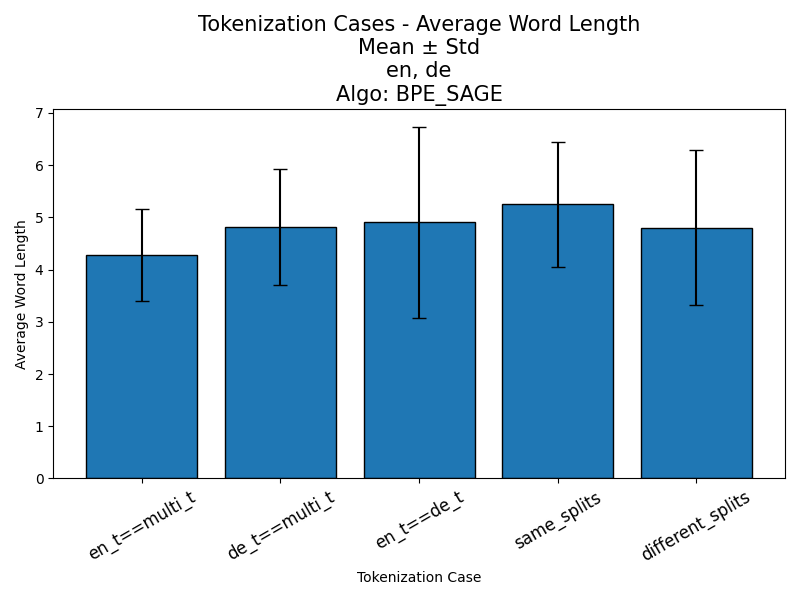 Tokenization Cases - Average Word Length
Mean ± Std
en, de
Algo: BPE_SAGE
Average Word Length
7
6
5
4
3
2
1
0
en_t==multi_t
de_t==multi_t
en_t==de_t
same_splits
different_splits
Tokenization Case